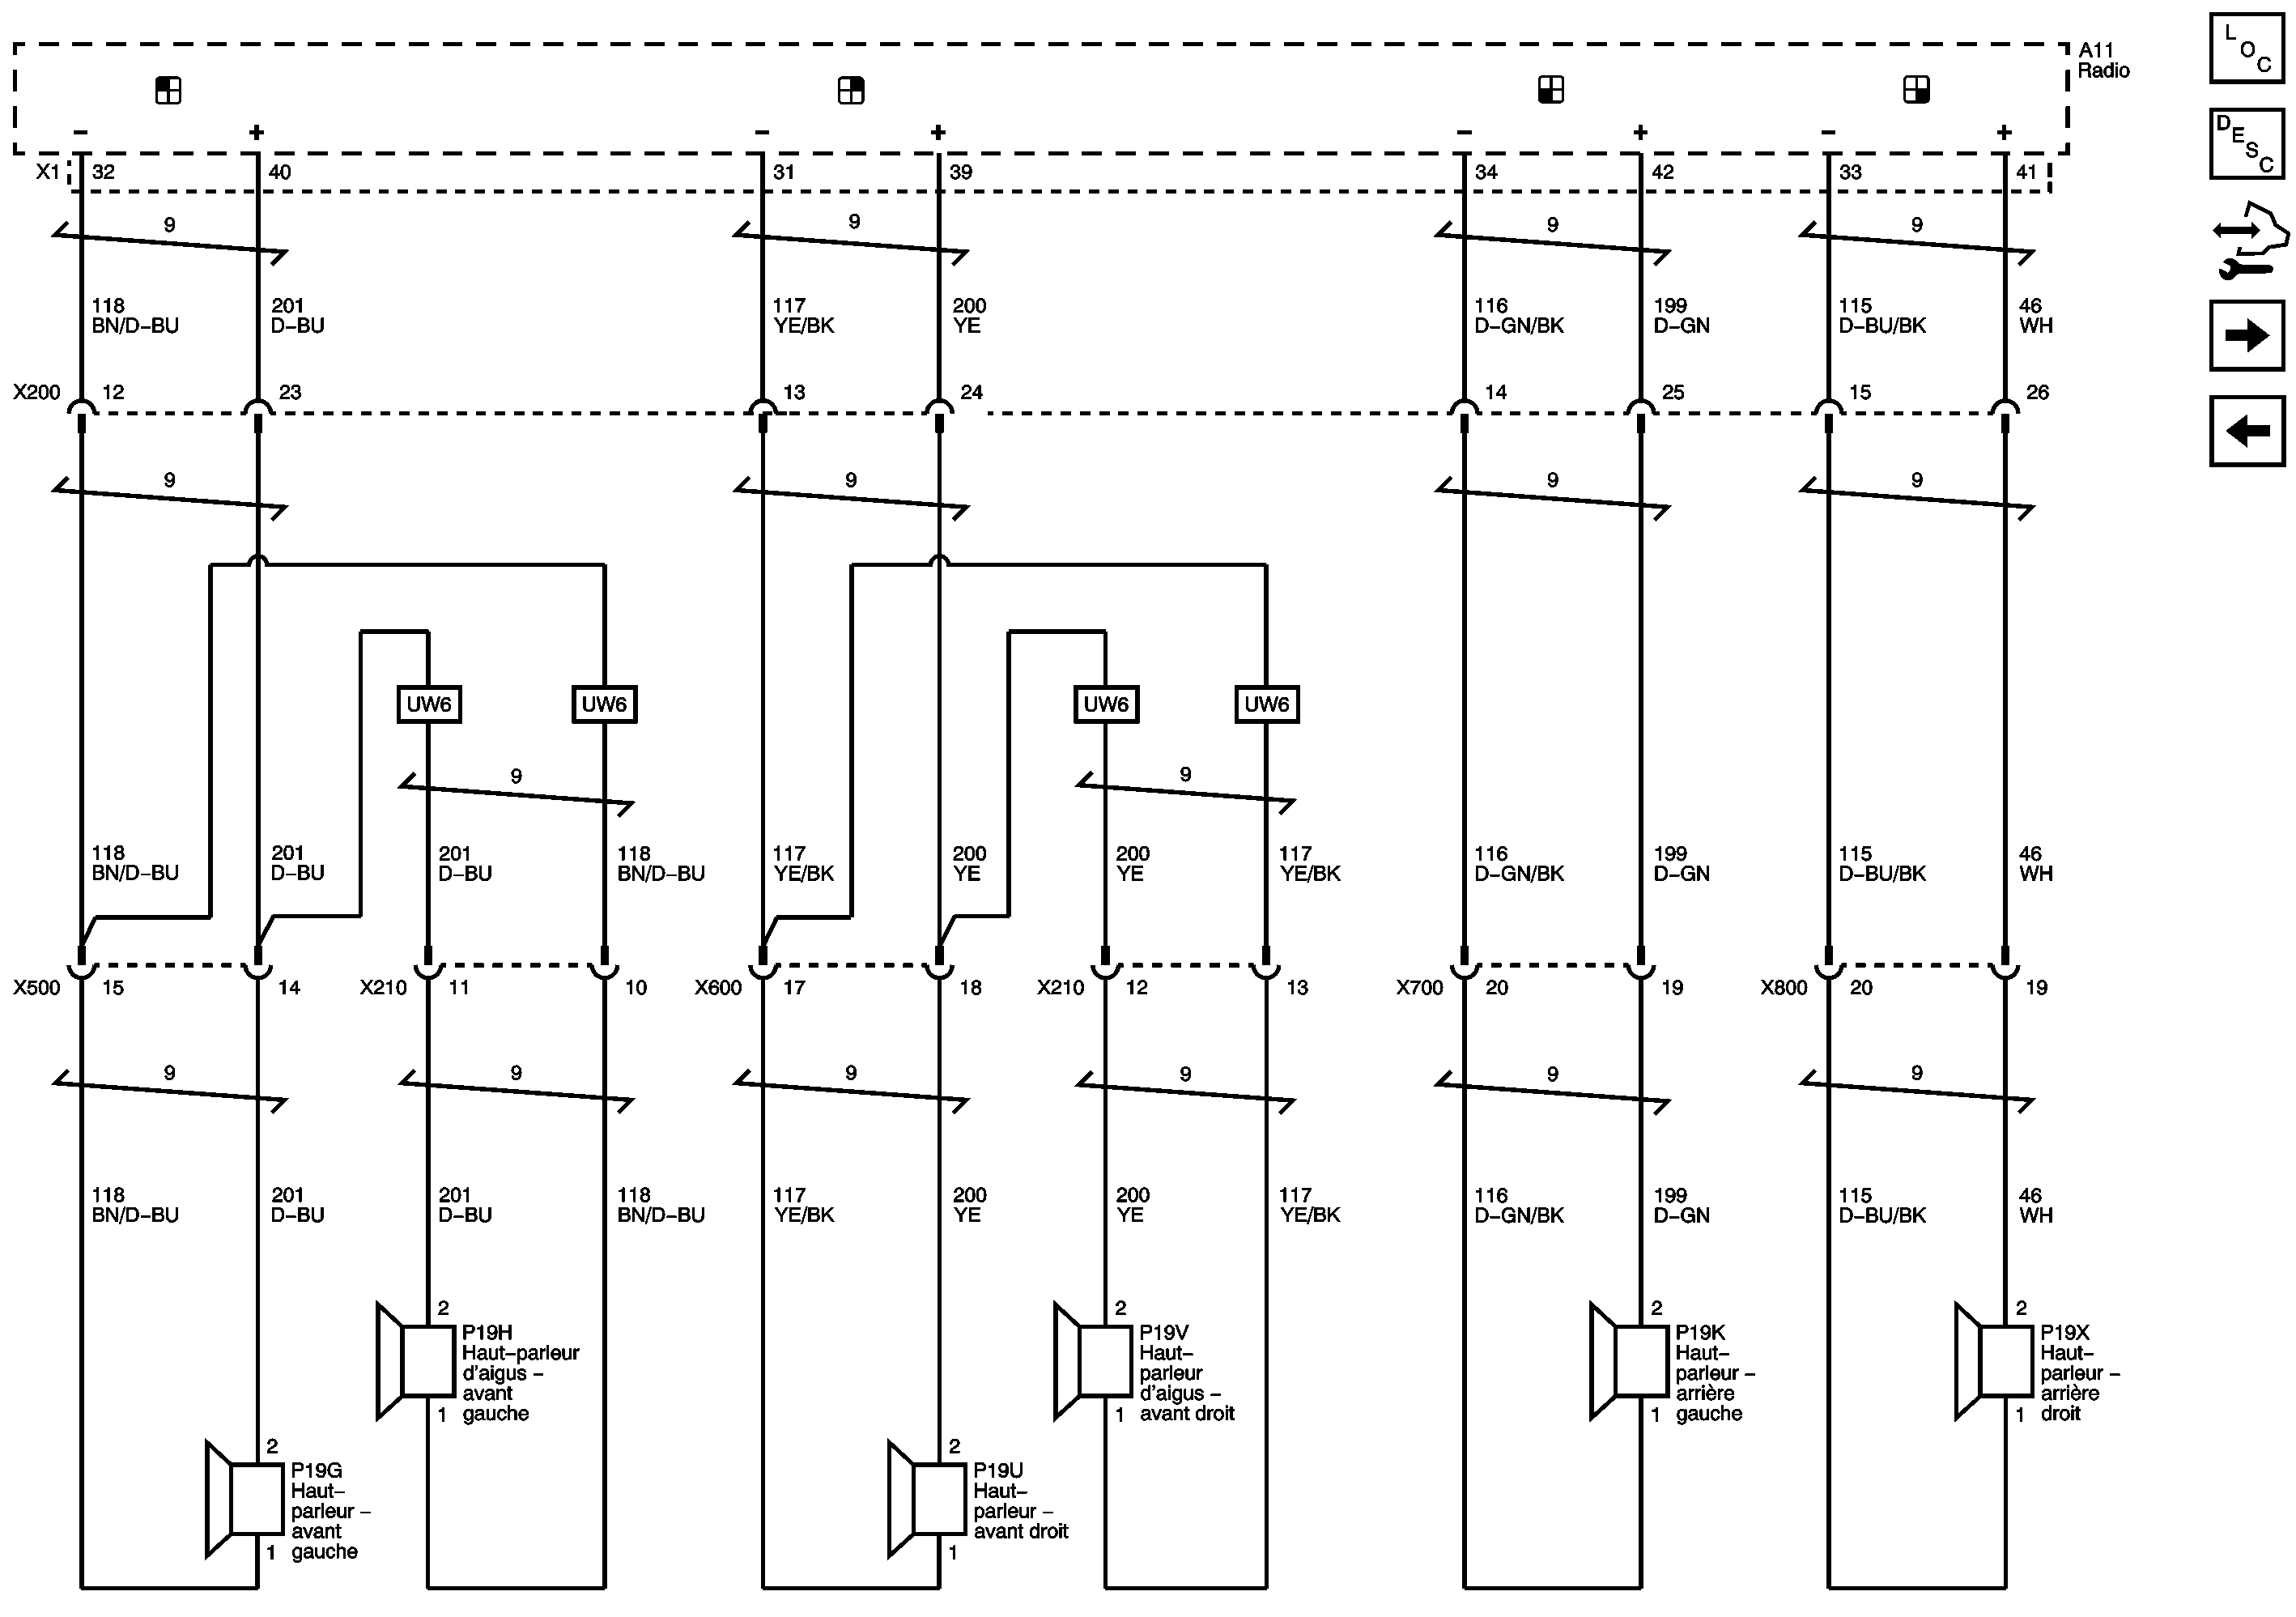 A11
Radio
L
O
C
D
E
S
C
− + − + − + − +
X1 32 40 31 39 34 42 33 41
9 9 9 9
118 201 117 200 116 199 115 46
BN/D−BU D−BU YE/BK YE D−GN/BK D−GN D−BU/BK WH
X200 12 23 13 24 14 25 15 26
9 9 9 9
UW6 UW6 UW6 UW6
9 9
118 201 201 118 117 200 200 117 116 199 115 46
BN/D−BU D−BU D−BU BN/D−BU YE/BK YE YE YE/BK D−GN/BK D−GN D−BU/BK WH
X500 15 14 X210 11 10 X600 17 18 X210 12 13 X700 20 19 X800 20 19
9 9 9 9 9 9
118 201 201 118 117 200 200 117 116 199 115 46
BN/D−BU D−BU D−BU BN/D−BU YE/BK YE YE YE/BK D−GN/BK D−GN D−BU/BK WH
2
P19H
Haut−parleur
d'aigus −
avant
gauche
1
2
P19V
Haut−
parleur
d'aigus −
avant droit
1
2
P19K
Haut−
parleur −
arrière
gauche
1
2
P19X
Haut−
parleur −
arrière
droit
1
2
P19G
Haut−
parleur −
avant
gauche
1
2
P19U
Haut−
parleur −
avant droit
1